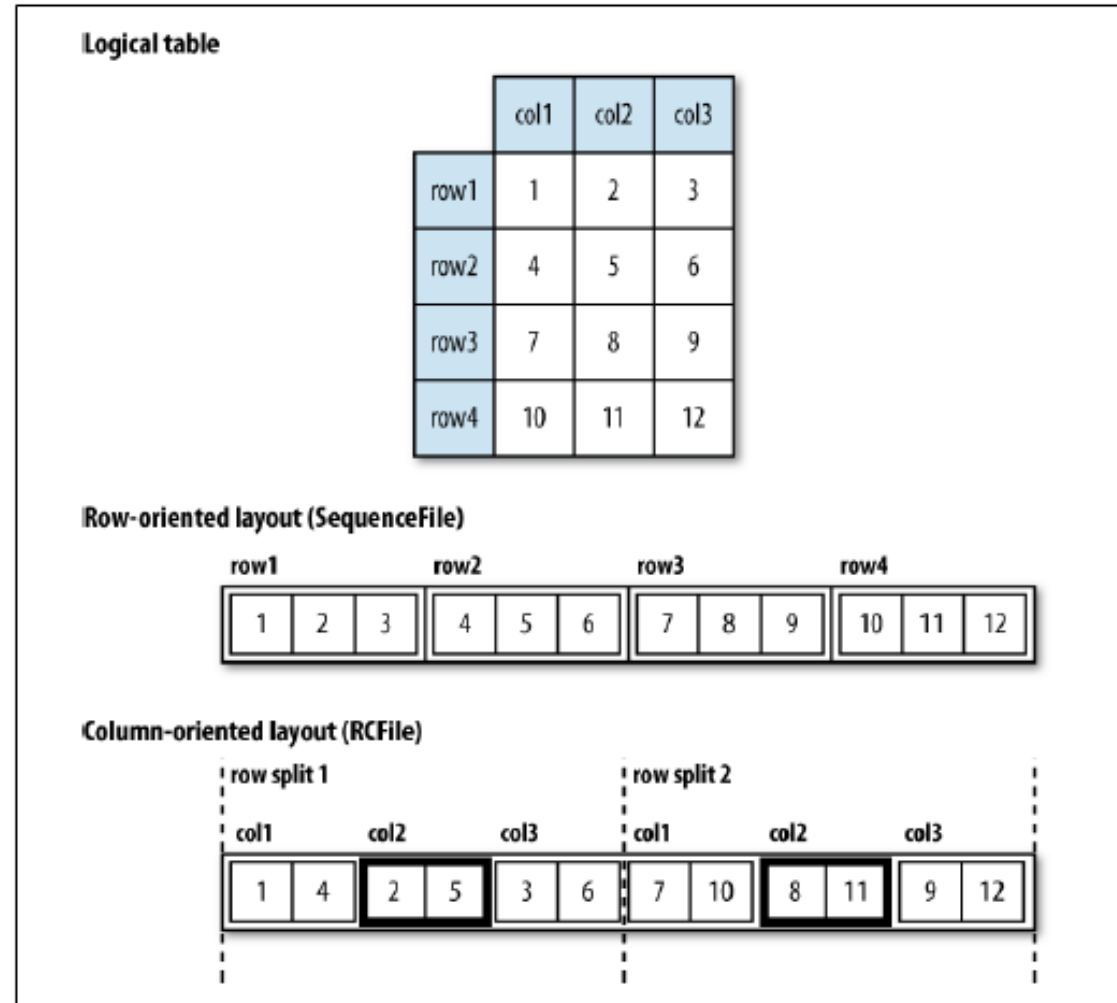 Logical table
col1 col2 col3
row1 1 2 3
row2 4 5 6
row3 7 8 9
row4 10 11 12
Row-oriented layout (SequenceFile)
row1 row2 row3 row4
1 2 3 4 5 6 7 8 9 10 11 12
Column-oriented layout (RCFile)
row split 1 row split 2
col1 col2 col3 col1 col2 col3
1 4 2 5 3 6 7 10 8 11 9 12